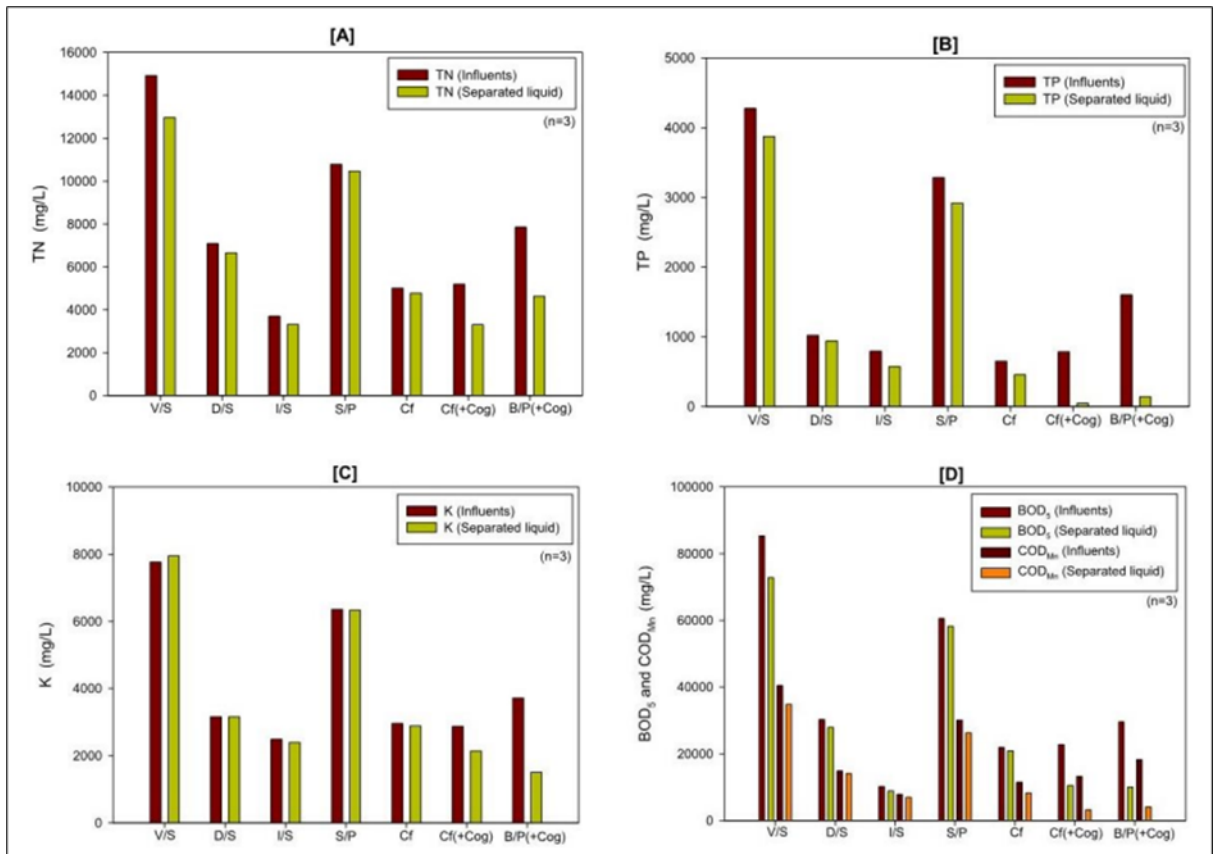 [A]
TN (mg/L)
16000
14000
12000
10000
8000
6000
4000
2000
0
TN (Influents)
TN (Separated liquid)
(n=3)
V/S D/S I/S S/P Cf Cf(+Cog) B/P(+Cog)
[B]
TP (mg/L)
5000
4000
3000
2000
1000
0
TP (Influents)
TP (Separated liquid)
(n=3)
V/S D/S I/S S/P Cf Cf(+Cog) B/P(+Cog)
[C]
K (mg/L)
10000
8000
6000
4000
2000
0
K (Influents)
K (Separated liquid)
(n=3)
V/S D/S I/S S/P Cf Cf(+Cog) B/P(+Cog)
[D]
BOD₅ and COD_Mn (mg/L)
100000
80000
60000
40000
20000
0
BOD₅ (Influents)
BOD₅ (Separated liquid)
COD_Mn (Influents)
COD_Mn (Separated liquid)
(n=3)
V/S D/S I/S S/P Cf Cf(+Cog) B/P(+Cog)